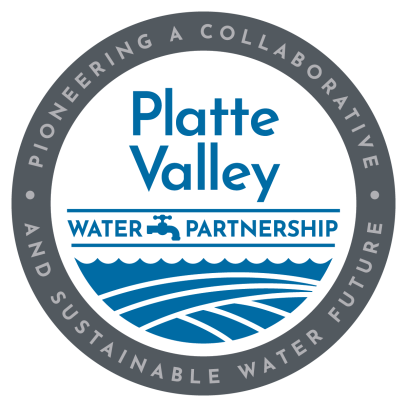 PIONEERING A COLLABORATIVE
Platte
Valley
WATER PARTNERSHIP
AND SUSTAINABLE WATER FUTURE